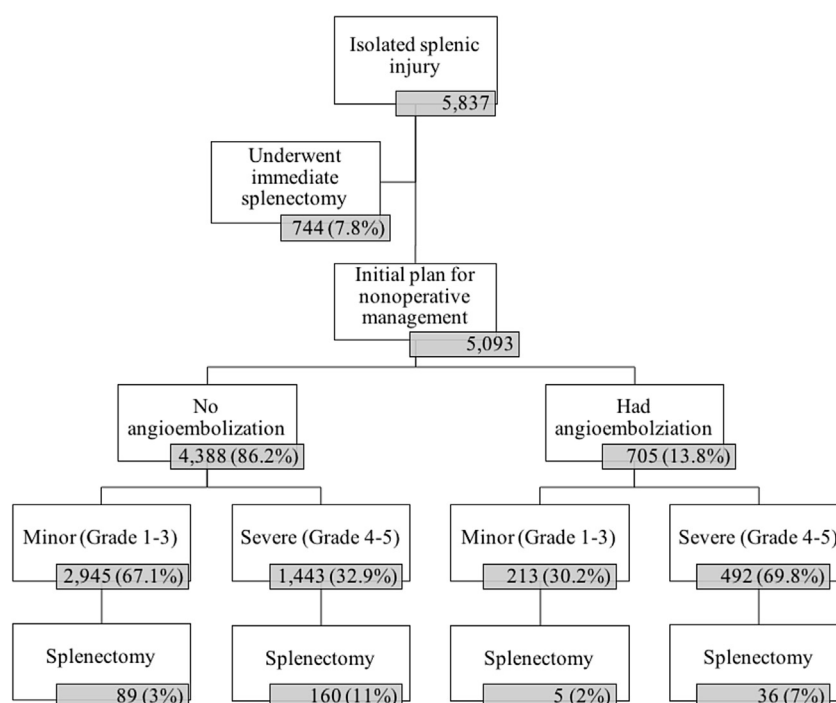 Isolated splenic
injury
5,837
Underwent
immediate
splenectomy
744 (7.8%)
Initial plan for
nonoperative
management
5,093
No
angioembolization
4,388 (86.2%)
Had
angioembolziation
705 (13.8%)
Minor (Grade 1-3)
2,945 (67.1%)
Severe (Grade 4-5)
1,443 (32.9%)
Minor (Grade 1-3)
213 (30.2%)
Severe (Grade 4-5)
492 (69.8%)
Splenectomy
89 (3%)
Splenectomy
160 (11%)
Splenectomy
5 (2%)
Splenectomy
36 (7%)